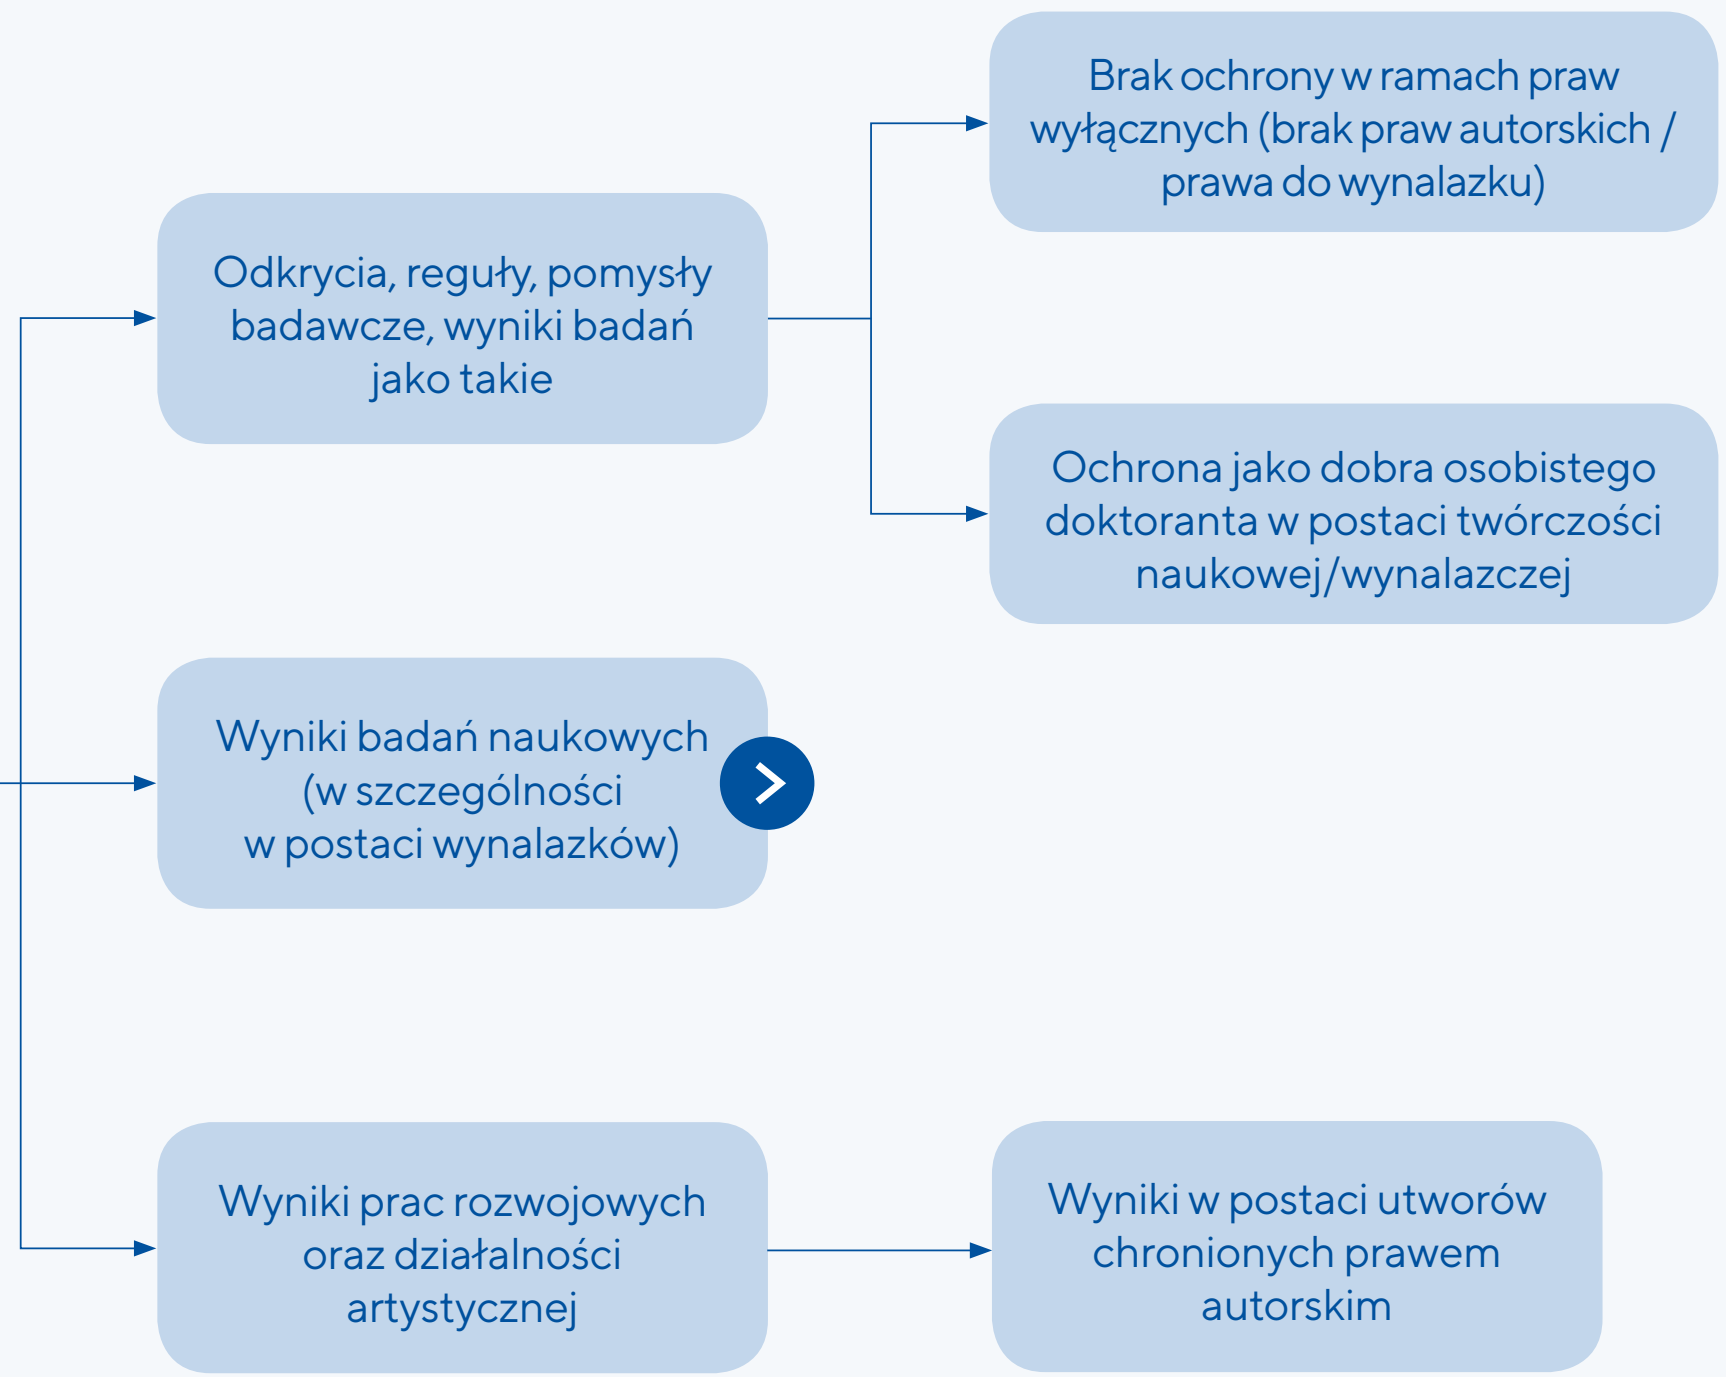 Brak ochrony w ramach praw
wyłącznych (brak praw autorskich /
prawa do wynalazku)
Odkrycia, reguły, pomysły
badawcze, wyniki badań
jako takie
Ochrona jako dobra osobistego
doktoranta w postaci twórczości
naukowej/wynalazczej
Wyniki badań naukowych
(w szczególności
w postaci wynalazków)
Wyniki prac rozwojowych
oraz działalności
artystycznej
Wyniki w postaci utworów
chronionych prawem
autorskim